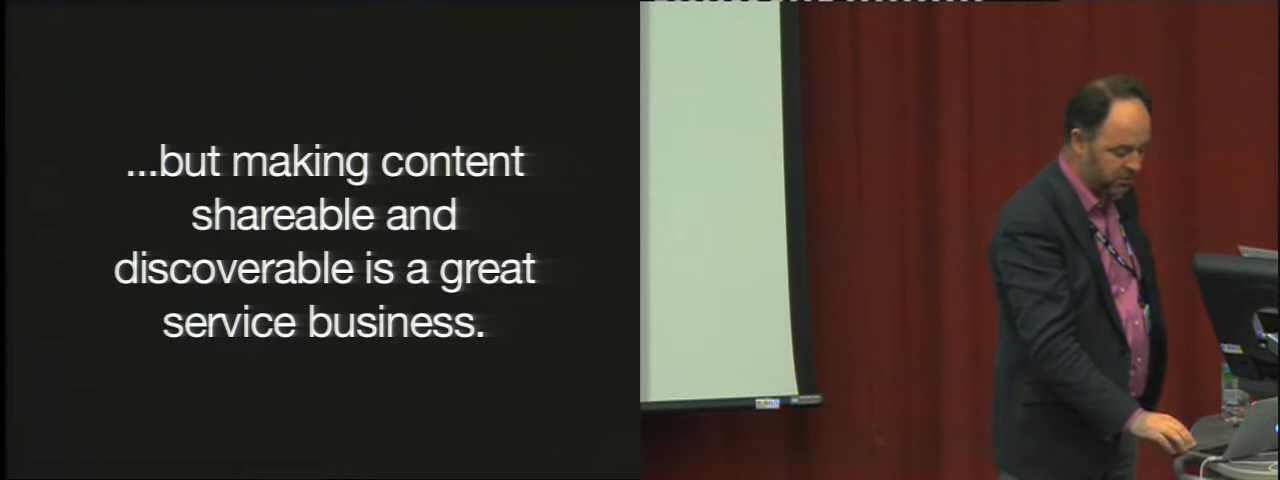 ...but making content
shareable and
discoverable is a great
service business.